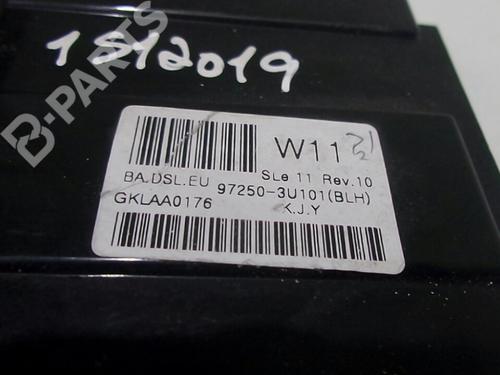 1512019
B-PARTS
W11
SLe 11 Rev.10
BA.DSL.EU 97250-3U101(BLH)
GKLAA0176 K.J.Y